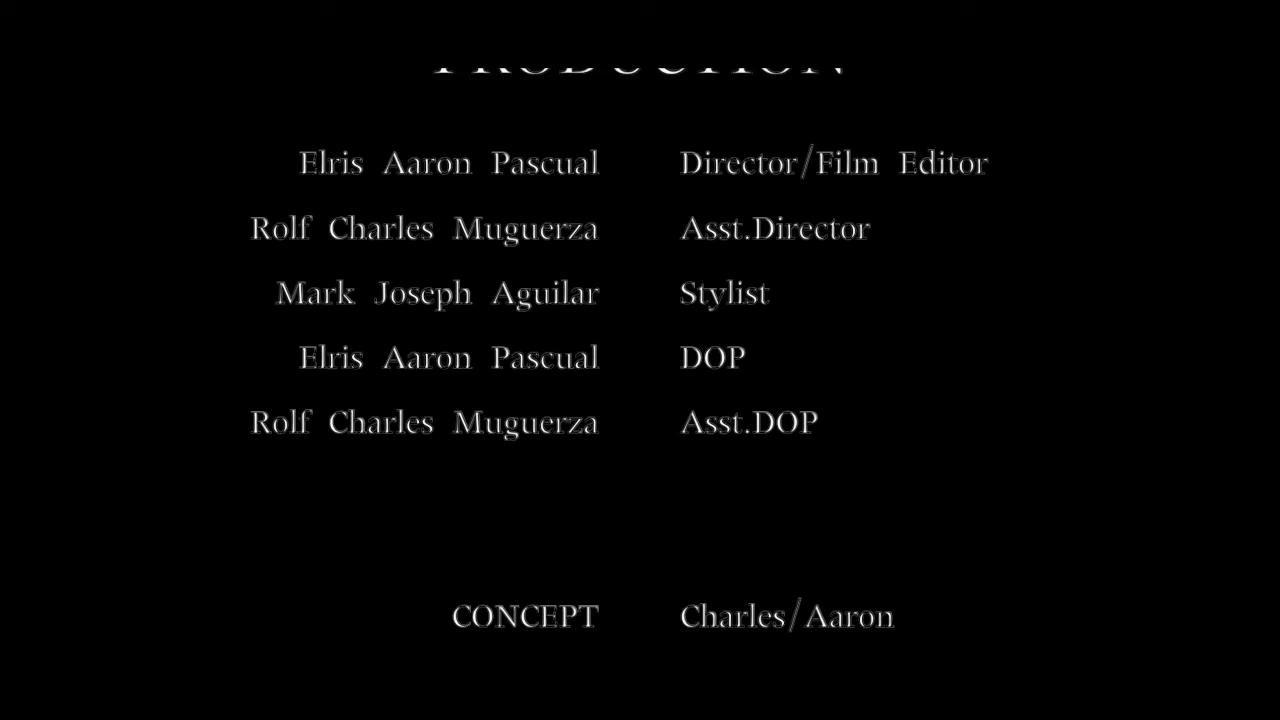 PRODUCTION
Elris Aaron Pascual Director/Film Editor
Rolf Charles Muguerza Asst.Director
Mark Joseph Aguilar Stylist
Elris Aaron Pascual DOP
Rolf Charles Muguerza Asst.DOP
CONCEPT Charles/Aaron